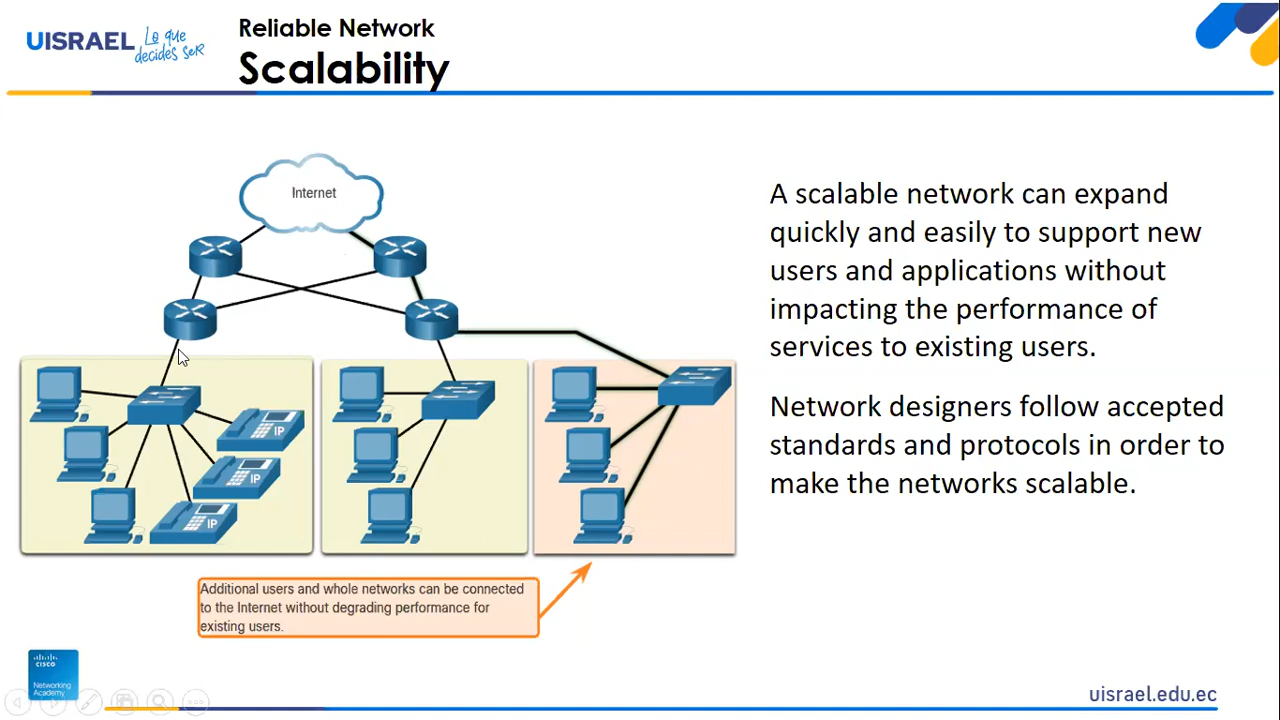 UISRAEL Lo que
decides seR
Reliable Network
Scalability
Internet
IP
IP
IP
A scalable network can expand
quickly and easily to support new
users and applications without
impacting the performance of
services to existing users.
Network designers follow accepted
standards and protocols in order to
make the networks scalable.
Additional users and whole networks can be connected
to the Internet without degrading performance for
existing users.
cisco
Networking
Academy
uisrael.edu.ec